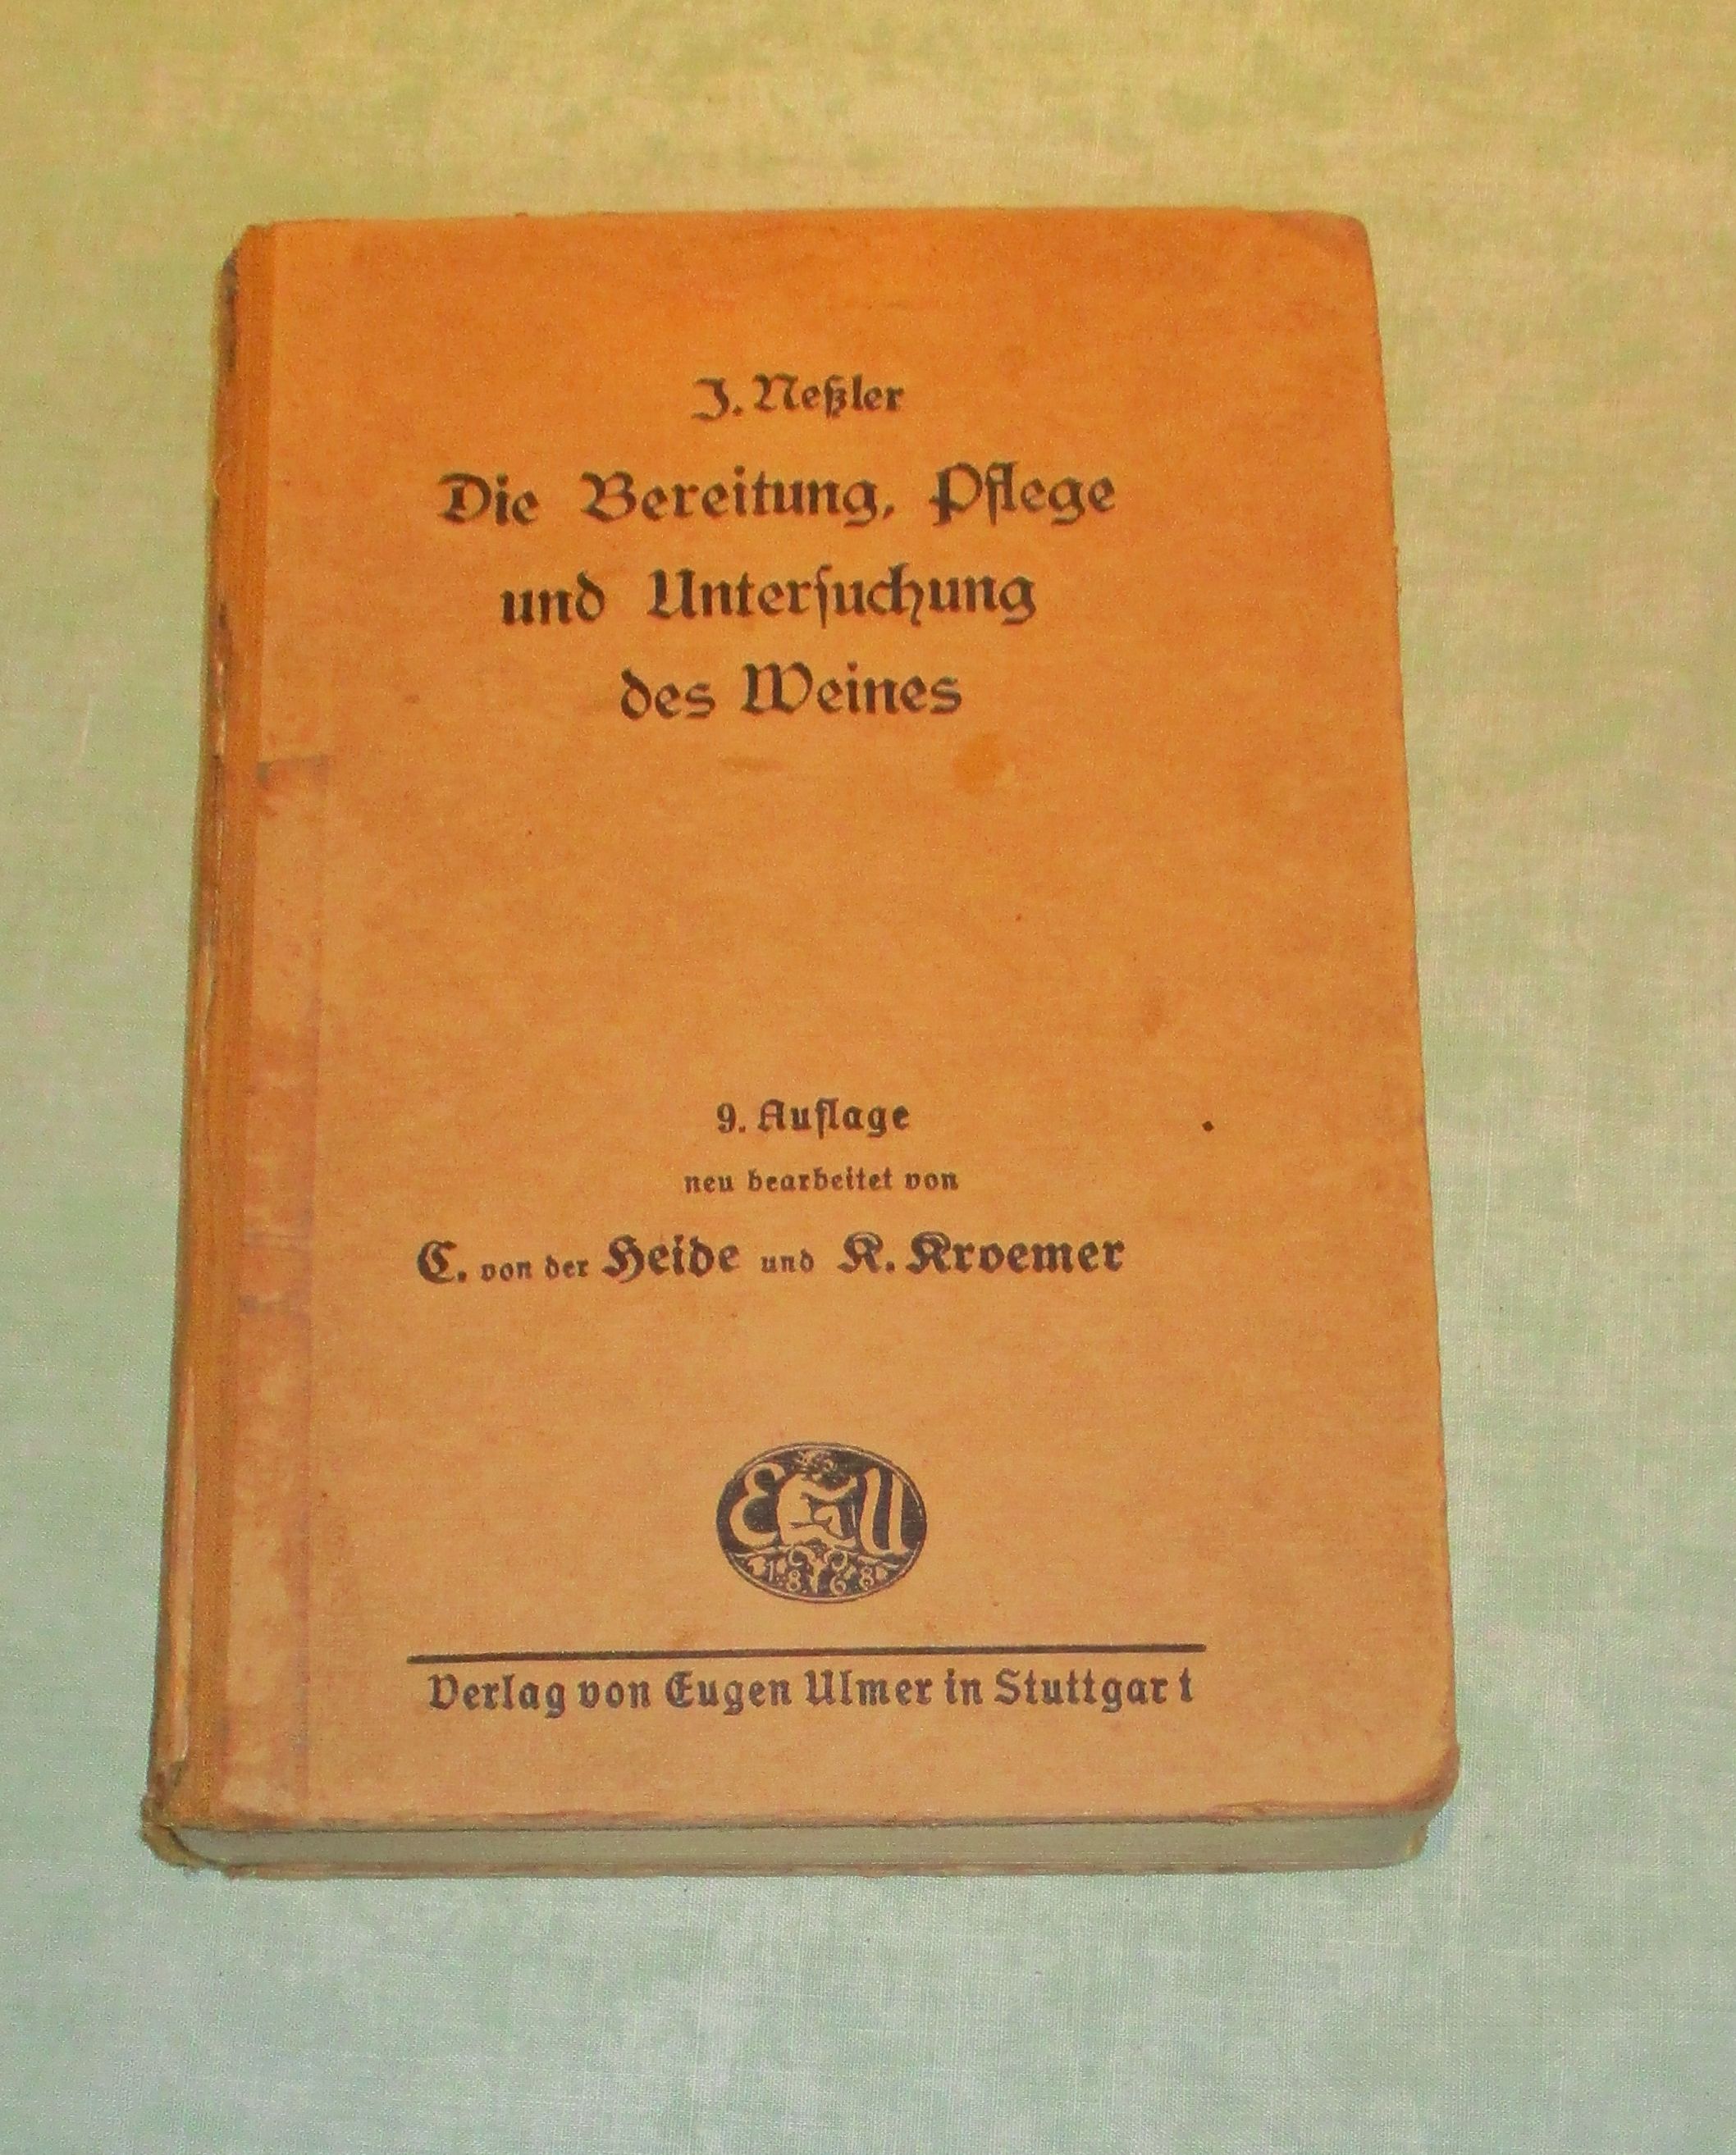 J. Neßler
Die Bereitung, Pflege
und Unterſuchung
des Weines
9. Auflage
neu bearbeitet von
C. von der Heide und K. Kroemer
E U
1868
Verlag von Eugen Ulmer in Stuttgart